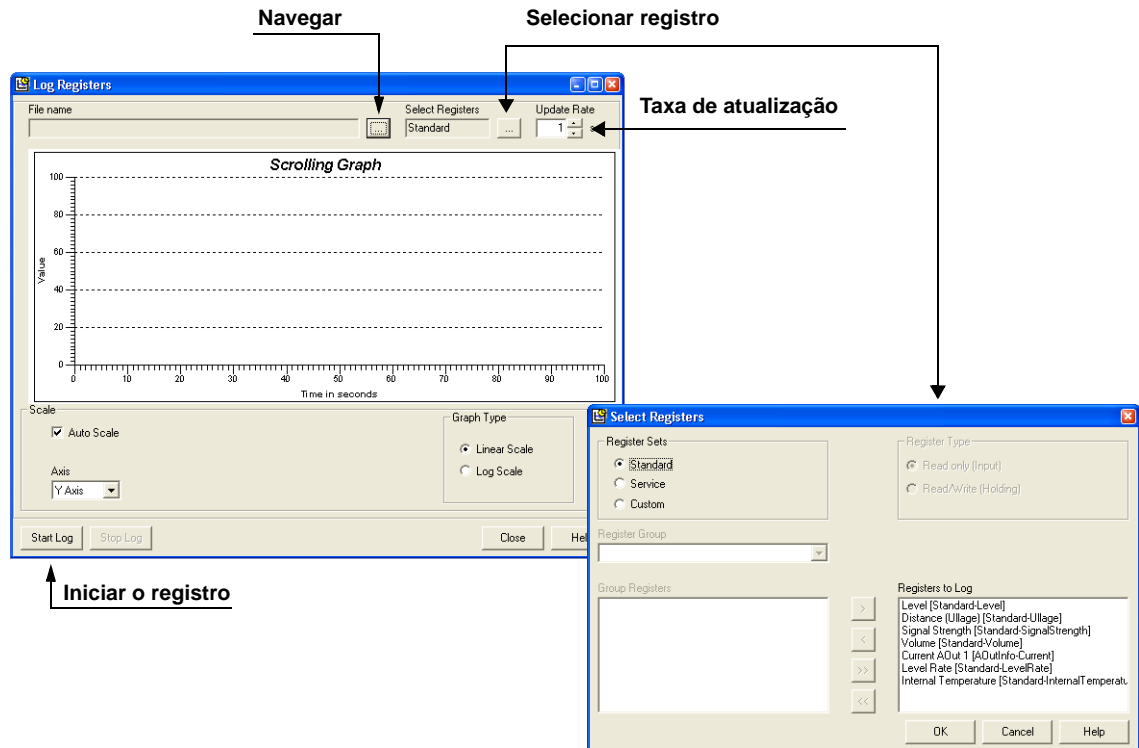 Navegar
Selecionar registro
Taxa de atualização
Log Registers
File name
Select Registers
Update Rate
...
Standard
...
1
Scrolling Graph
100
80
60
40
20
0
Value
0 10 20 30 40 50 60 70 80 90 100
Time in seconds
Scale
Auto Scale
Axis
Y Axis
Graph Type
Linear Scale
Log Scale
Start Log
Stop Log
Close
Iniciar o registro
Select Registers
Register Sets
Standard
Service
Custom
Register Type
Read only (Input)
Read/Write (Holding)
Register Group
Group Registers
>
<
>>
<<
Registers to Log
Level [Standard-Level]
Distance (Ullage) [Standard-Ullage]
Signal Strength [Standard-SignalStrength]
Volume [Standard-Volume]
Current AOut 1 [AOutInfo-Current]
Level Rate [Standard-LevelRate]
Internal Temperature [Standard-InternalTemperatu
OK
Cancel
Help